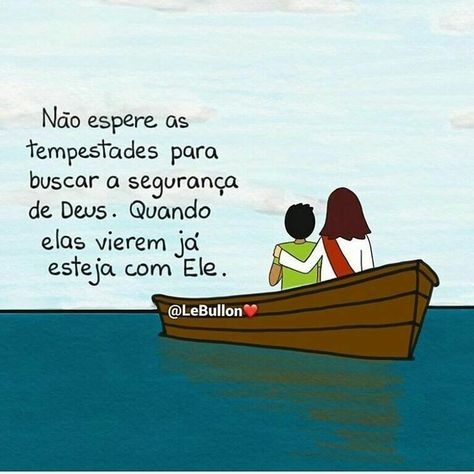 Não espere as
tempestades para
buscar a segurança
de Deus. Quando
elas vierem já
esteja com Ele.
@LeBullon❤️